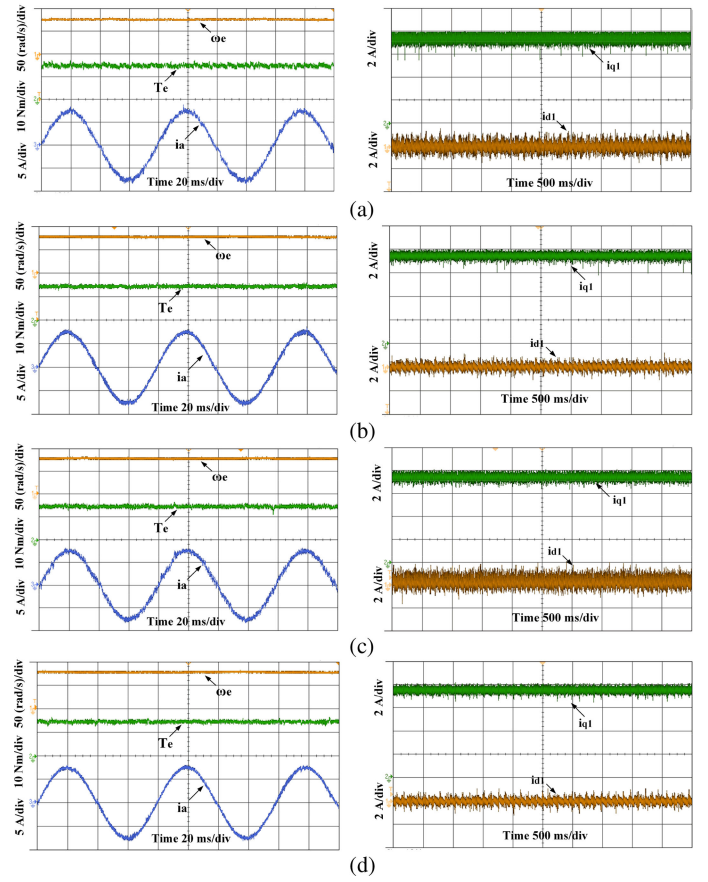 50 (rad/s)/div
10 Nm/div
5 A/div
ωe
Te
ia
Time 20 ms/div
2 A/div
2 A/div
iq1
id1
Time 500 ms/div
(a)
50 (rad/s)/div
10 Nm/div
5 A/div
ωe
Te
ia
Time 20 ms/div
2 A/div
2 A/div
iq1
id1
Time 500 ms/div
(b)
50 (rad/s)/div
10 Nm/div
5 A/div
ωe
Te
ia
Time 20 ms/div
2 A/div
2 A/div
iq1
id1
Time 500 ms/div
(c)
50 (rad/s)/div
10 Nm/div
5 A/div
ωe
Te
ia
Time 20 ms/div
2 A/div
2 A/div
iq1
id1
Time 500 ms/div
(d)